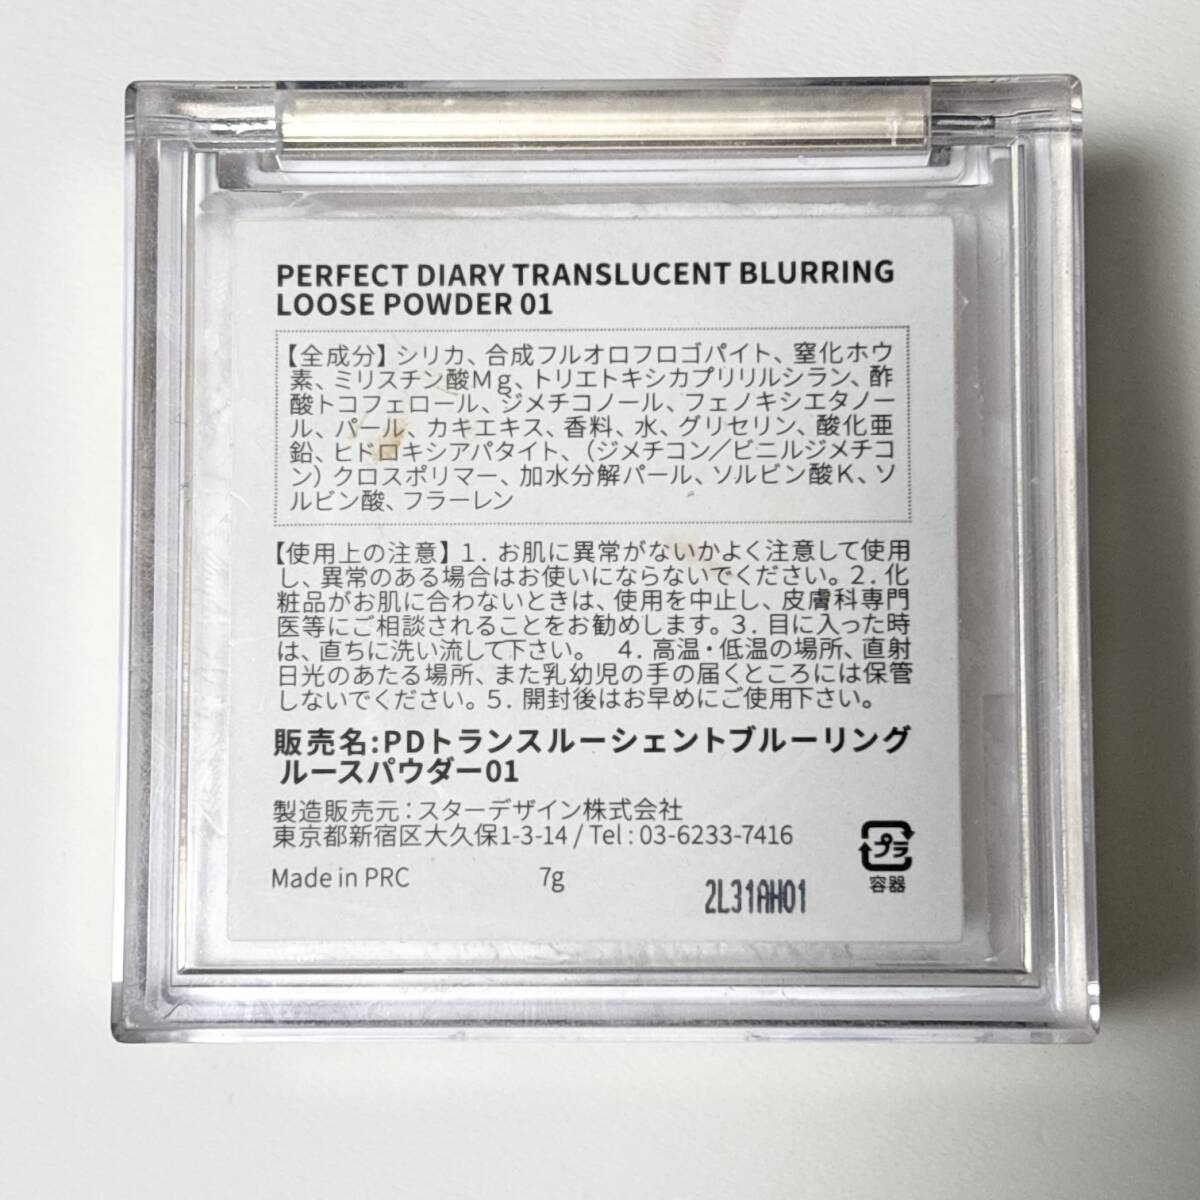 PERFECT DIARY TRANSLUCENT BLURRING
LOOSE POWDER 01
【全成分】シリカ、合成フルオロフロゴパイト、窒化ホウ
素、ミリスチン酸Mg、トリエトキシカプリリルシラン、酢
酸トコフェロール、ジメチコノール、フェノキシエタノー
ル、パール、カキエキス、香料、水、グリセリン、酸化亜
鉛、ヒドロキシアパタイト、（ジメチコン／ビニルジメチコ
ン）クロスポリマー、加水分解パール、ソルビン酸K、ソ
ルビン酸、フラーレン
【使用上の注意】1．お肌に異常がないかよく注意して使用
し、異常のある場合はお使いにならないでください。2．化
粧品がお肌に合わないときは、使用を中止し、皮膚科専門
医等にご相談されることをお勧めします。3．目に入った時
は、直ちに洗い流して下さい。　4．高温・低温の場所、直射
日光のあたる場所、また乳幼児の手の届くところには保管
しないでください。5．開封後はお早めにご使用下さい。
販売名:PDトランスルーシェントブルーリング
ルースパウダー01
製造販売元：スターデザイン株式会社
東京都新宿区大久保1-3-14 / Tel : 03-6233-7416
Made in PRC 7g
2L31AH01
プラ
容器